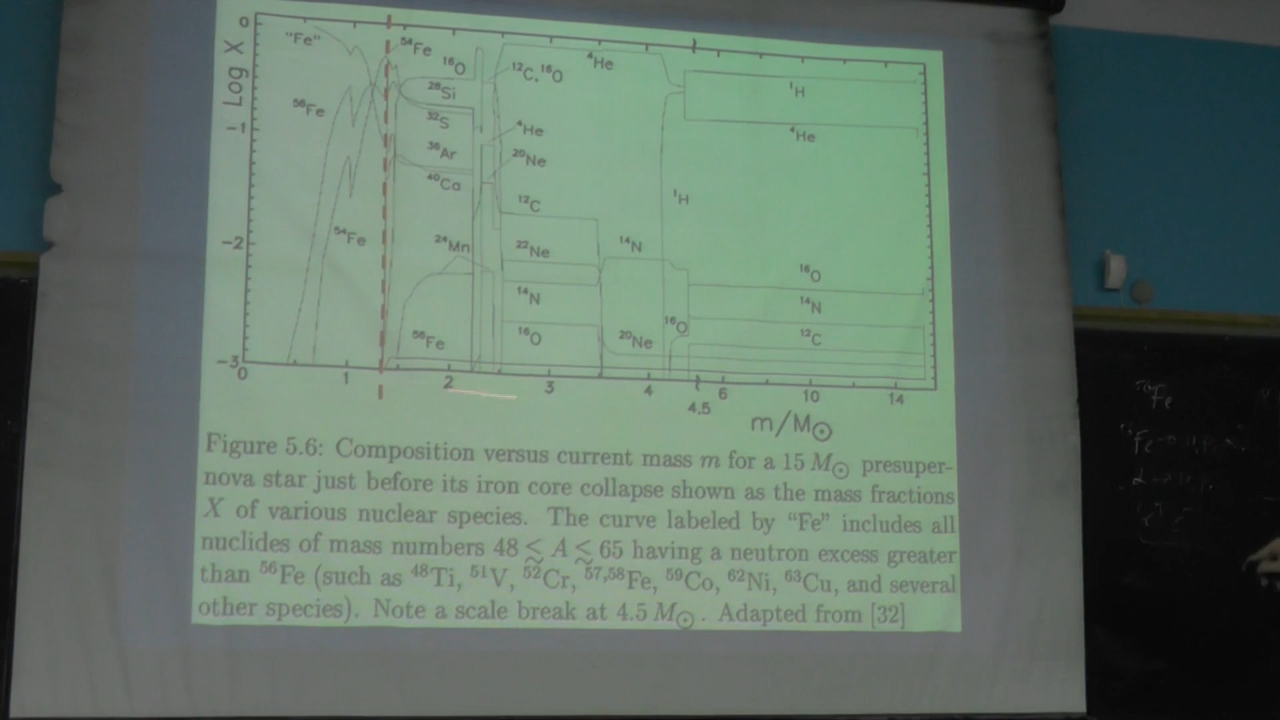 0
-1
-2
-3
Log X
"Fe"
⁵⁴Fe
¹⁶O
¹²C,¹⁶O
⁴He
¹H
²⁸Si
⁵⁶Fe
³²S
⁴He
⁴He
³⁶Ar
²⁰Ne
⁴⁰Ca
¹H
¹²C
⁵⁴Fe
²⁴Mn
²²Ne
¹⁴N
¹⁶O
¹⁴N
¹⁴N
⁵⁶Fe
¹⁶O
²⁰Ne
¹⁶O
¹²C
0 1 2 3 4 4.5 6 10 14
m/M☉
Figure 5.6: Composition versus current mass m for a 15 M☉ presuper-
nova star just before its iron core collapse shown as the mass fractions
X of various nuclear species. The curve labeled by "Fe" includes all
nuclides of mass numbers 48 ≲ A ≲ 65 having a neutron excess greater
than ⁵⁶Fe (such as ⁴⁸Ti, ⁵¹V, ⁵²Cr, ⁵⁷,⁵⁸Fe, ⁵⁹Co, ⁶²Ni, ⁶³Cu, and several
other species). Note a scale break at 4.5 M☉. Adapted from [32]
Fe